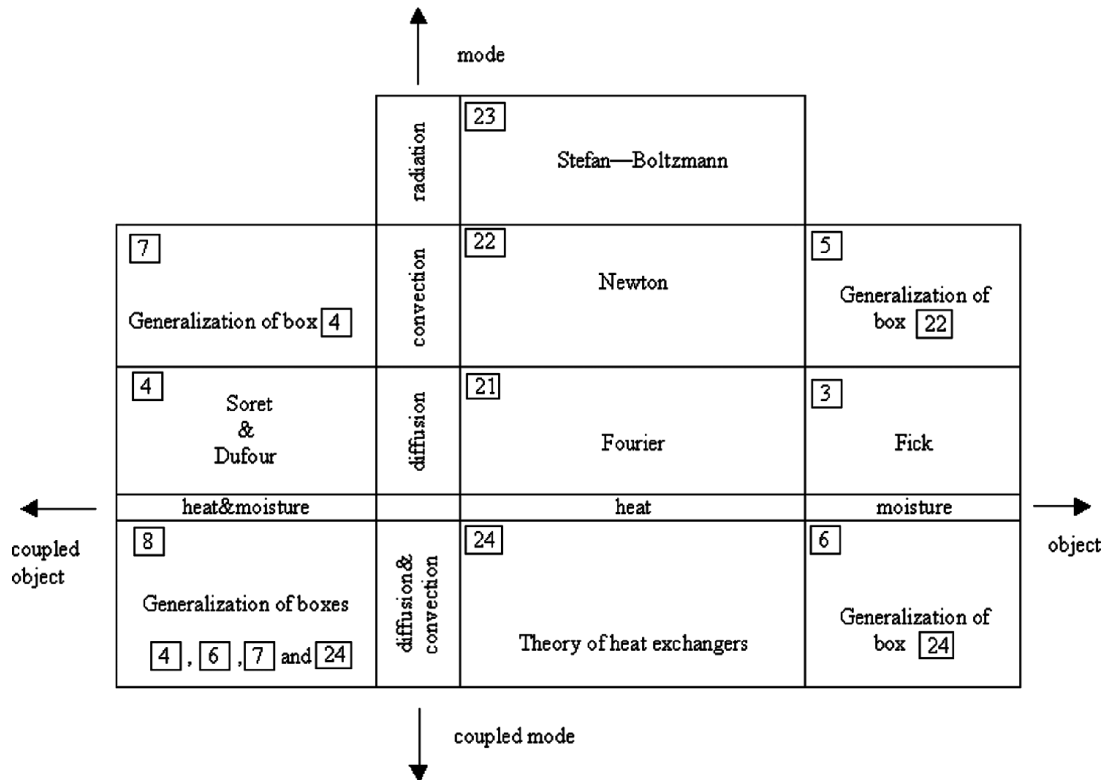 mode
radiation
23
Stefan—Boltzmann
7
Generalization of box 4
convection
22
Newton
5
Generalization of
box 22
4
Soret
&
Dufour
diffusion
21
Fourier
3
Fick
heat&moisture
heat
moisture
coupled
object
object
8
Generalization of boxes
4 , 6 , 7 and 24
diffusion&
convection
24
Theory of heat exchangers
6
Generalization of
box 24
coupled mode